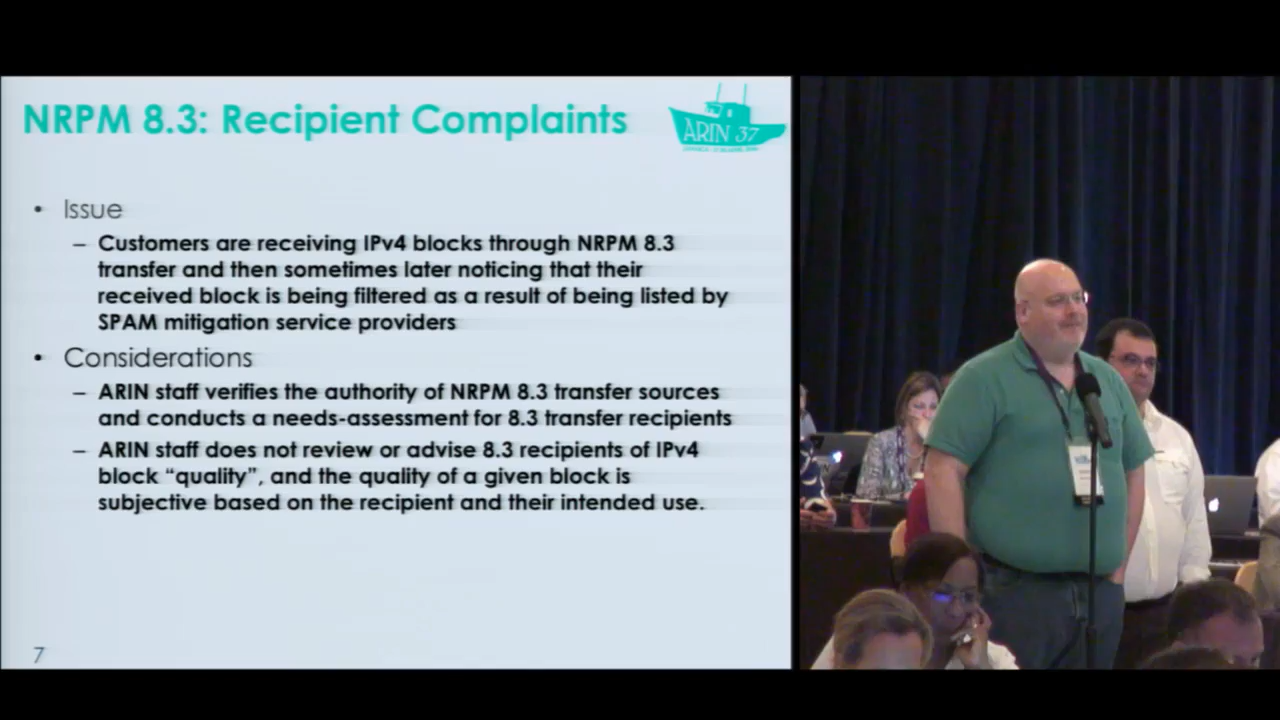 NRPM 8.3: Recipient Complaints
ARIN 37
• Issue
– Customers are receiving IPv4 blocks through NRPM 8.3
transfer and then sometimes later noticing that their
received block is being filtered as a result of being listed by
SPAM mitigation service providers
• Considerations
– ARIN staff verifies the authority of NRPM 8.3 transfer sources
and conducts a needs-assessment for 8.3 transfer recipients
– ARIN staff does not review or advise 8.3 recipients of IPv4
block “quality”, and the quality of a given block is
subjective based on the recipient and their intended use.
7